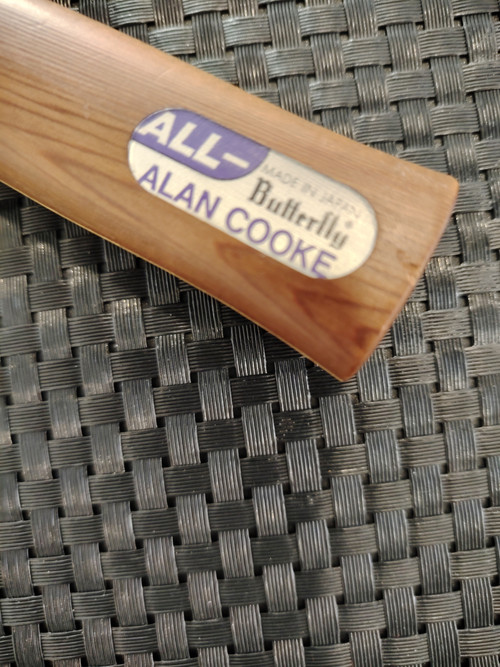 ALL-
MADE IN JAPAN
Butterfly®
ALAN COOKE